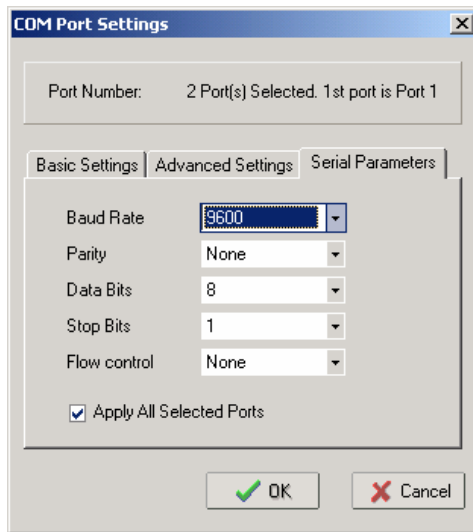 COM Port Settings
Port Number: 2 Port(s) Selected. 1st port is Port 1
Basic Settings Advanced Settings Serial Parameters
Baud Rate 9600
Parity None
Data Bits 8
Stop Bits 1
Flow control None
Apply All Selected Ports
OK Cancel